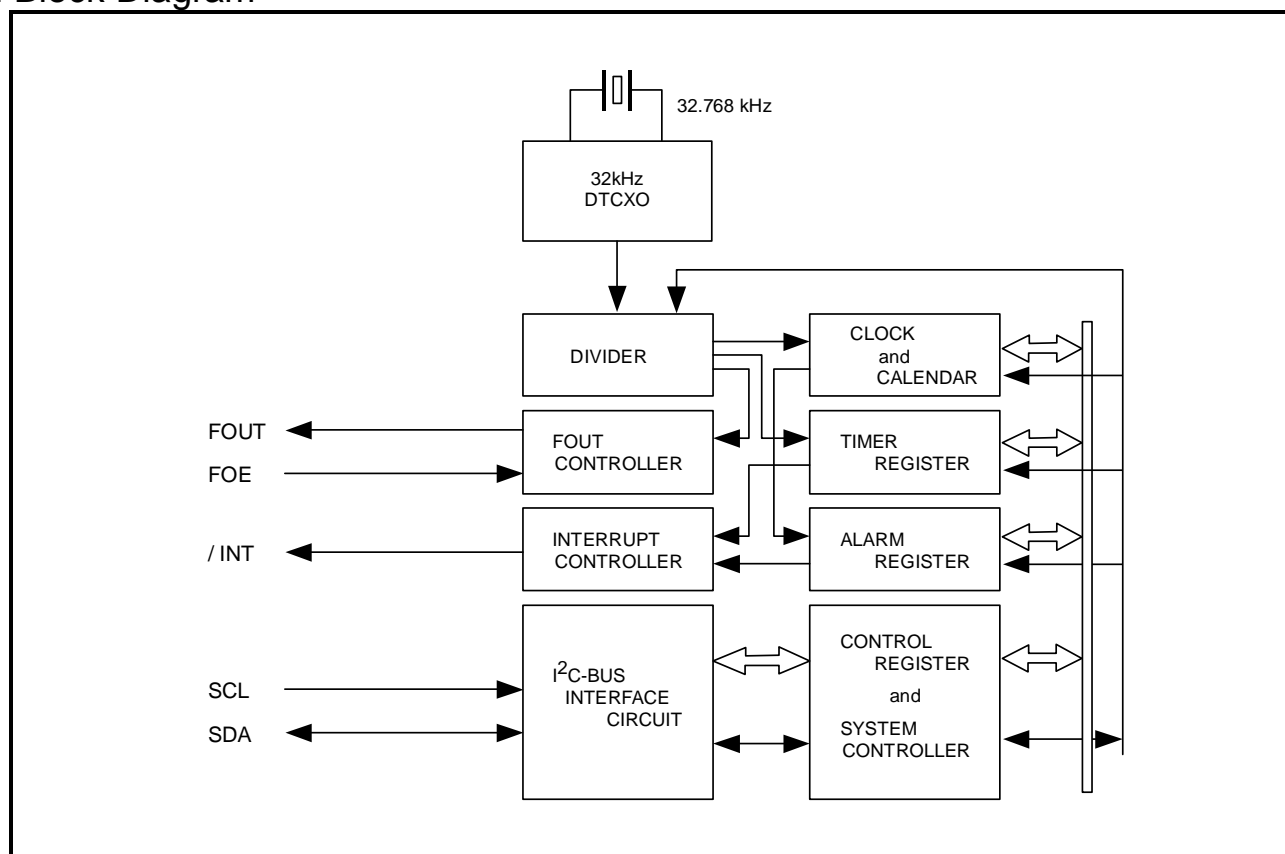 Block Diagram
32.768 kHz
32kHz
DTCXO
DIVIDER
CLOCK
and
CALENDAR
FOUT
FOE
FOUT
CONTROLLER
TIMER
REGISTER
/ INT
INTERRUPT
CONTROLLER
ALARM
REGISTER
SCL
SDA
I²C-BUS
INTERFACE
CIRCUIT
CONTROL
REGISTER
and
SYSTEM
CONTROLLER